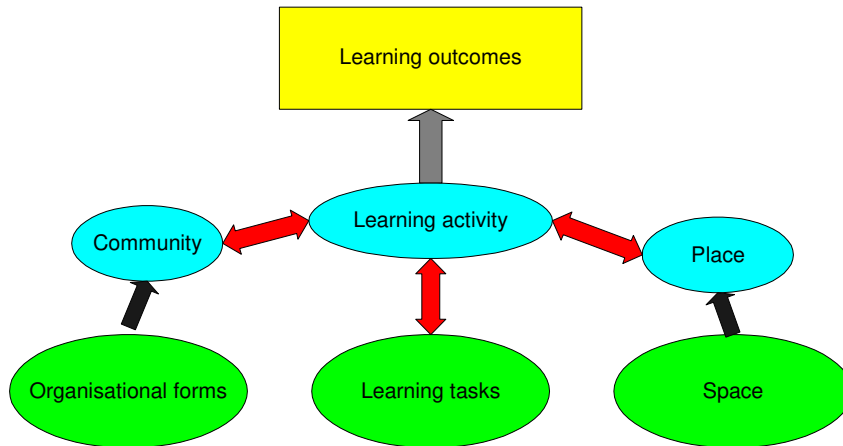 Learning outcomes
Learning activity
Community
Place
Organisational forms
Learning tasks
Space